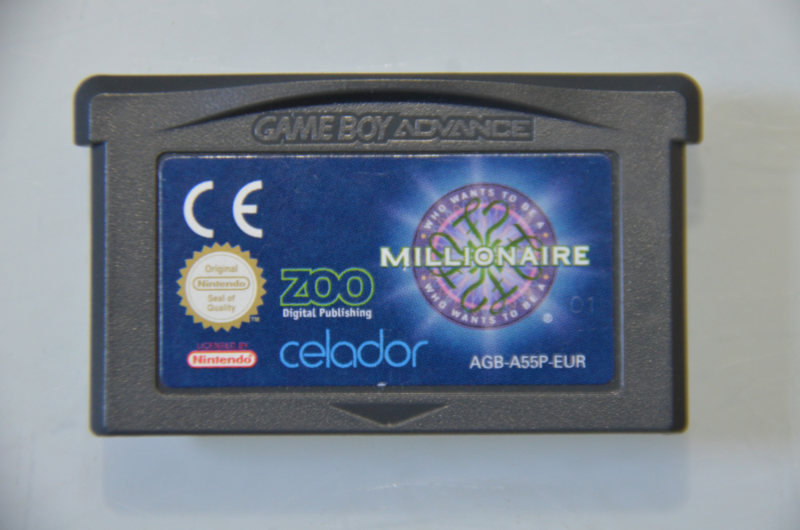 GAME BOY ADVANCE
CE
WHO WANTS TO BE A
MILLIONAIRE
WHO WANTS TO BE A
®
01
Original
Nintendo
Seal of
Quality
TM
ZOO
Digital Publishing
LICENSED BY
Nintendo
celador
AGB-A55P-EUR